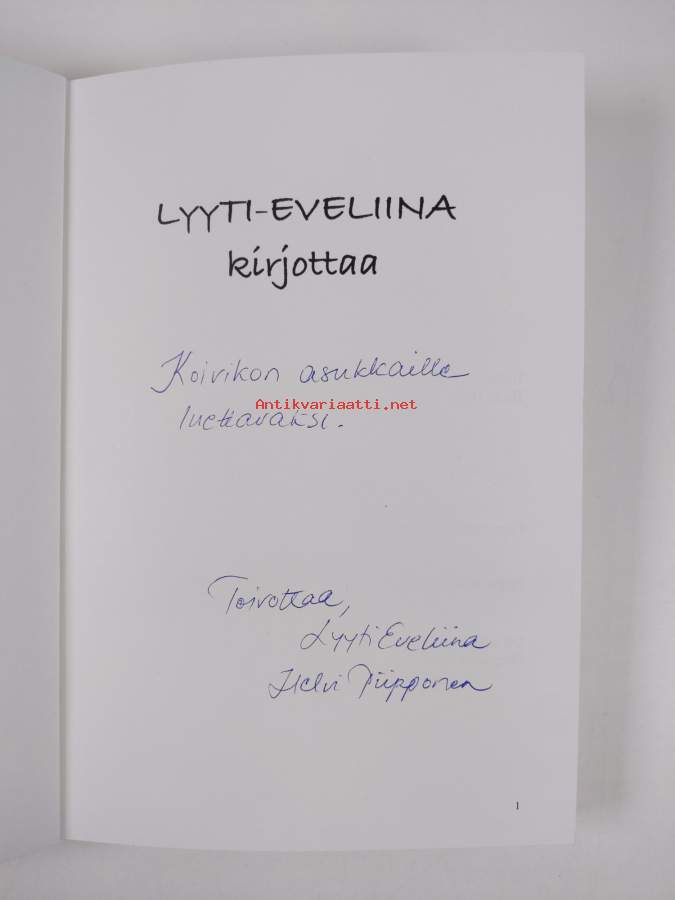 LYYTI-EVELIINA
kirjottaa
Koivikon asukkaille
Antikvariaatti.net
luettavaksi.
Toivottaa,
Lyyti Eveliina
Helvi Piipponen
1